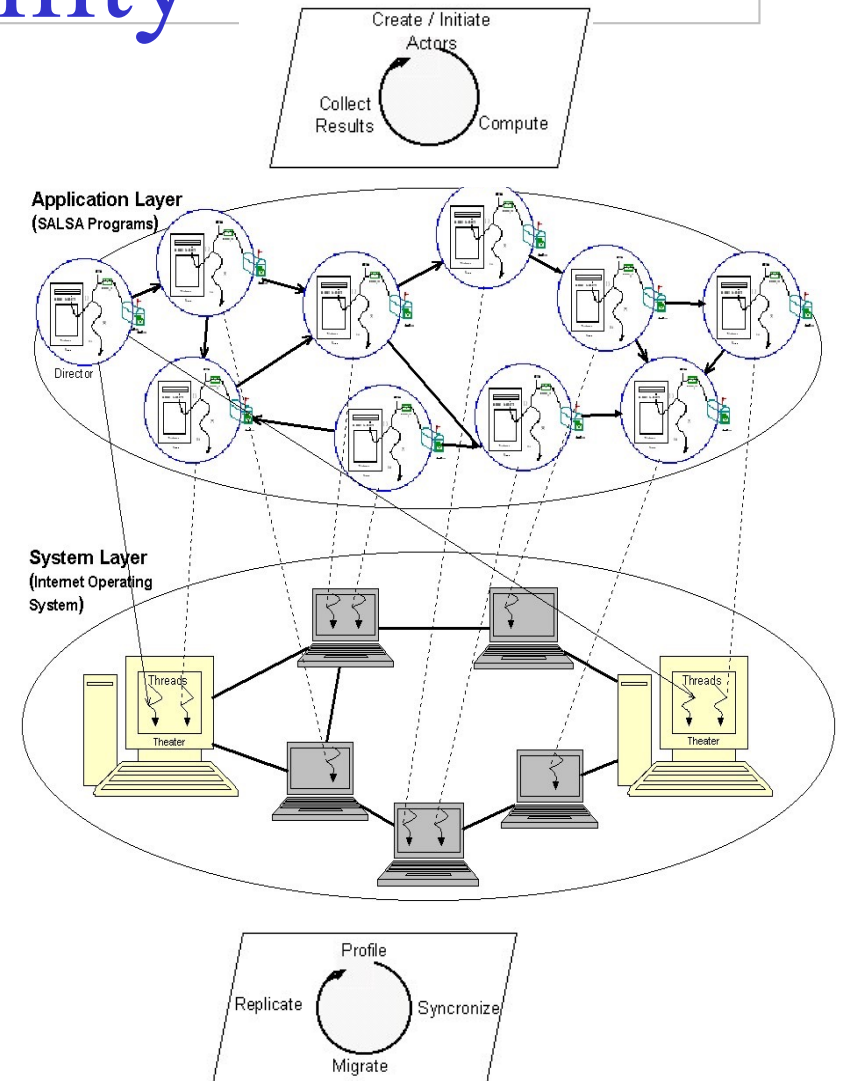 Create / Initiate
Actors
Collect
Results
Compute
Application Layer
(SALSA Programs)
Director
System Layer
(Internet Operating
System)
Threads
Theater
Threads
Theater
Profile
Replicate
Syncronize
Migrate